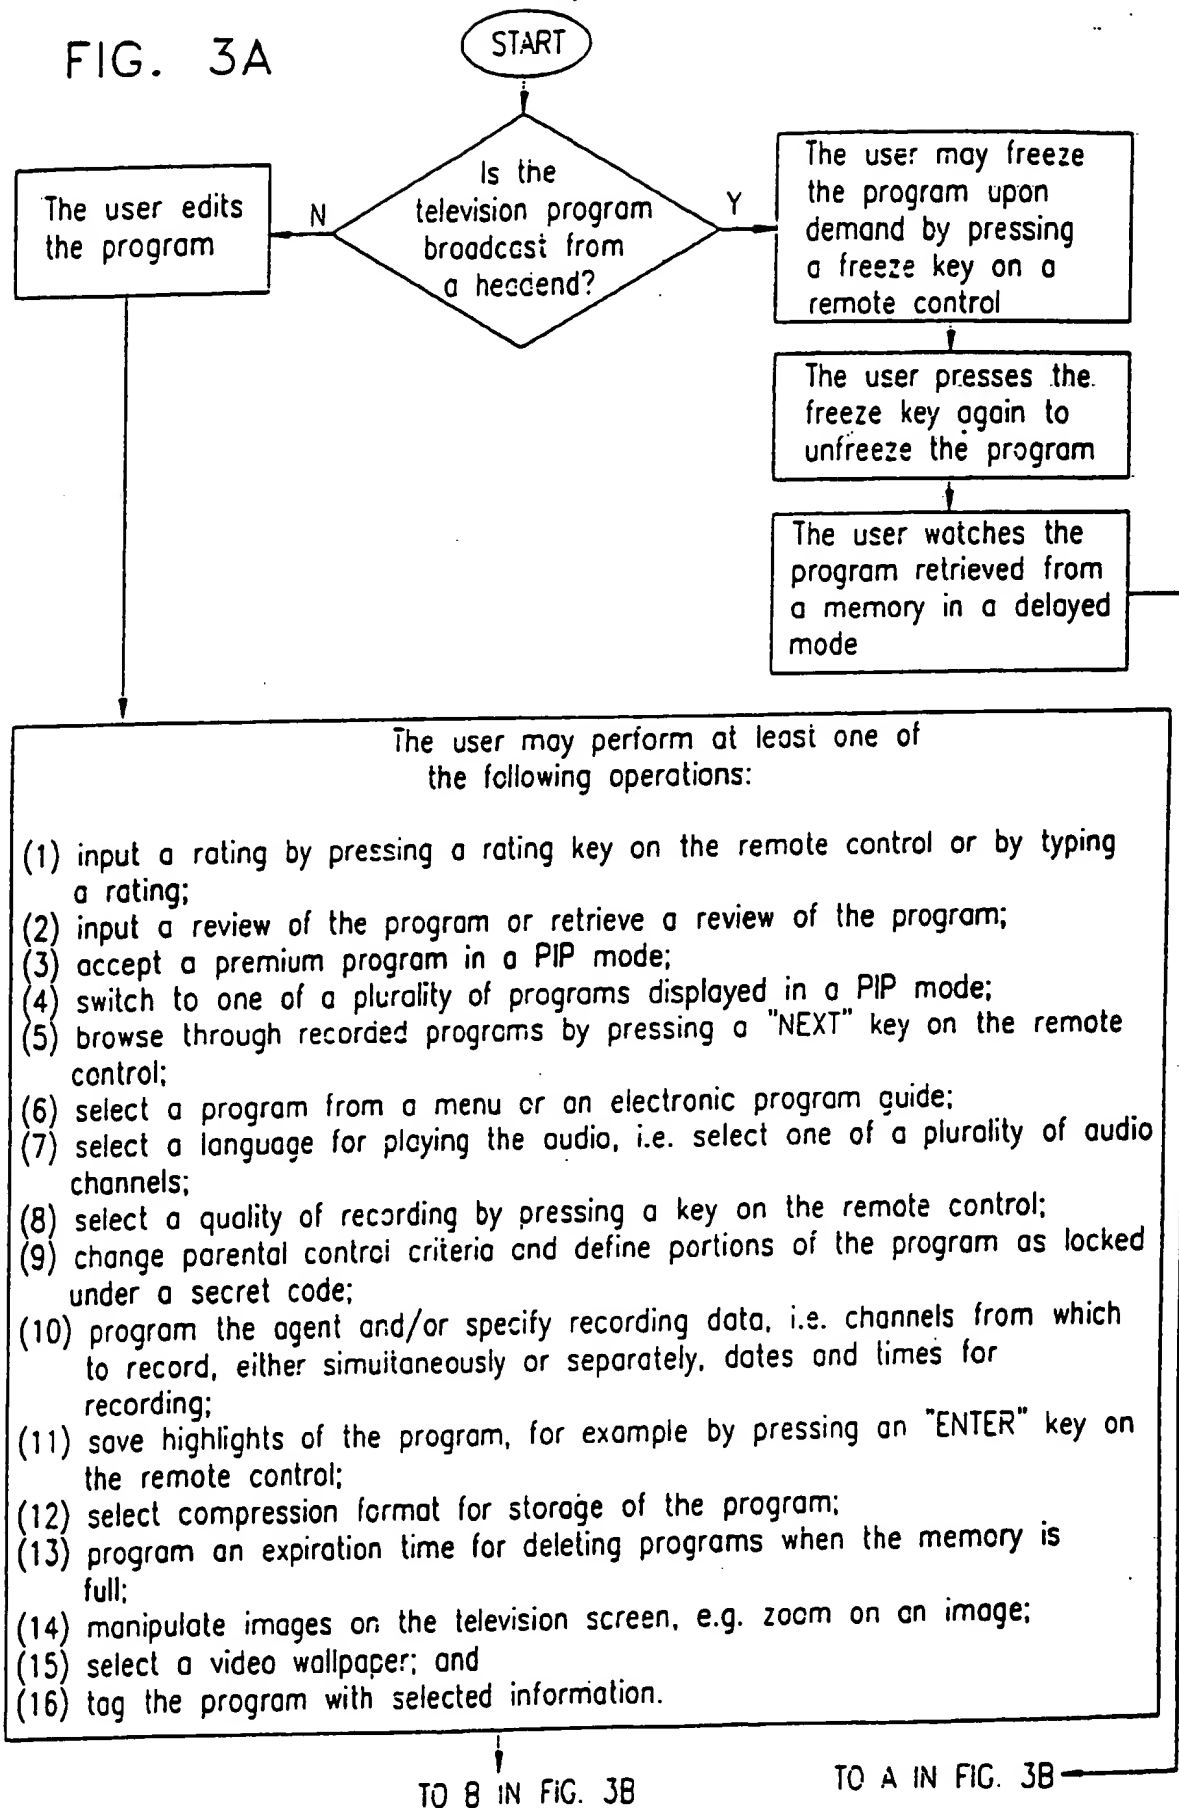 FIG. 3A
START
Is the
television program
broadcast from
a headend?
N
Y
The user edits
the program
The user may freeze
the program upon
demand by pressing
a freeze key on a
remote control
The user presses the
freeze key again to
unfreeze the program
The user watches the
program retrieved from
a memory in a delayed
mode
The user may perform at least one of
the following operations:
(1) input a rating by pressing a rating key on the remote control or by typing
a rating;
(2) input a review of the program or retrieve a review of the program;
(3) accept a premium program in a PIP mode;
(4) switch to one of a plurality of programs displayed in a PIP mode;
(5) browse through recorded programs by pressing a "NEXT" key on the remote
control;
(6) select a program from a menu or an electronic program guide;
(7) select a language for playing the audio, i.e. select one of a plurality of audio
channels;
(8) select a quality of recording by pressing a key on the remote control;
(9) change parental control criteria and define portions of the program as locked
under a secret code;
(10) program the agent and/or specify recording data, i.e. channels from which
to record, either simultaneously or separately, dates and times for
recording;
(11) save highlights of the program, for example by pressing an "ENTER" key on
the remote control;
(12) select compression format for storage of the program;
(13) program an expiration time for deleting programs when the memory is
full;
(14) manipulate images on the television screen, e.g. zoom on an image;
(15) select a video wallpaper; and
(16) tag the program with selected information.
TO B IN FIG. 3B
TO A IN FIG. 3B